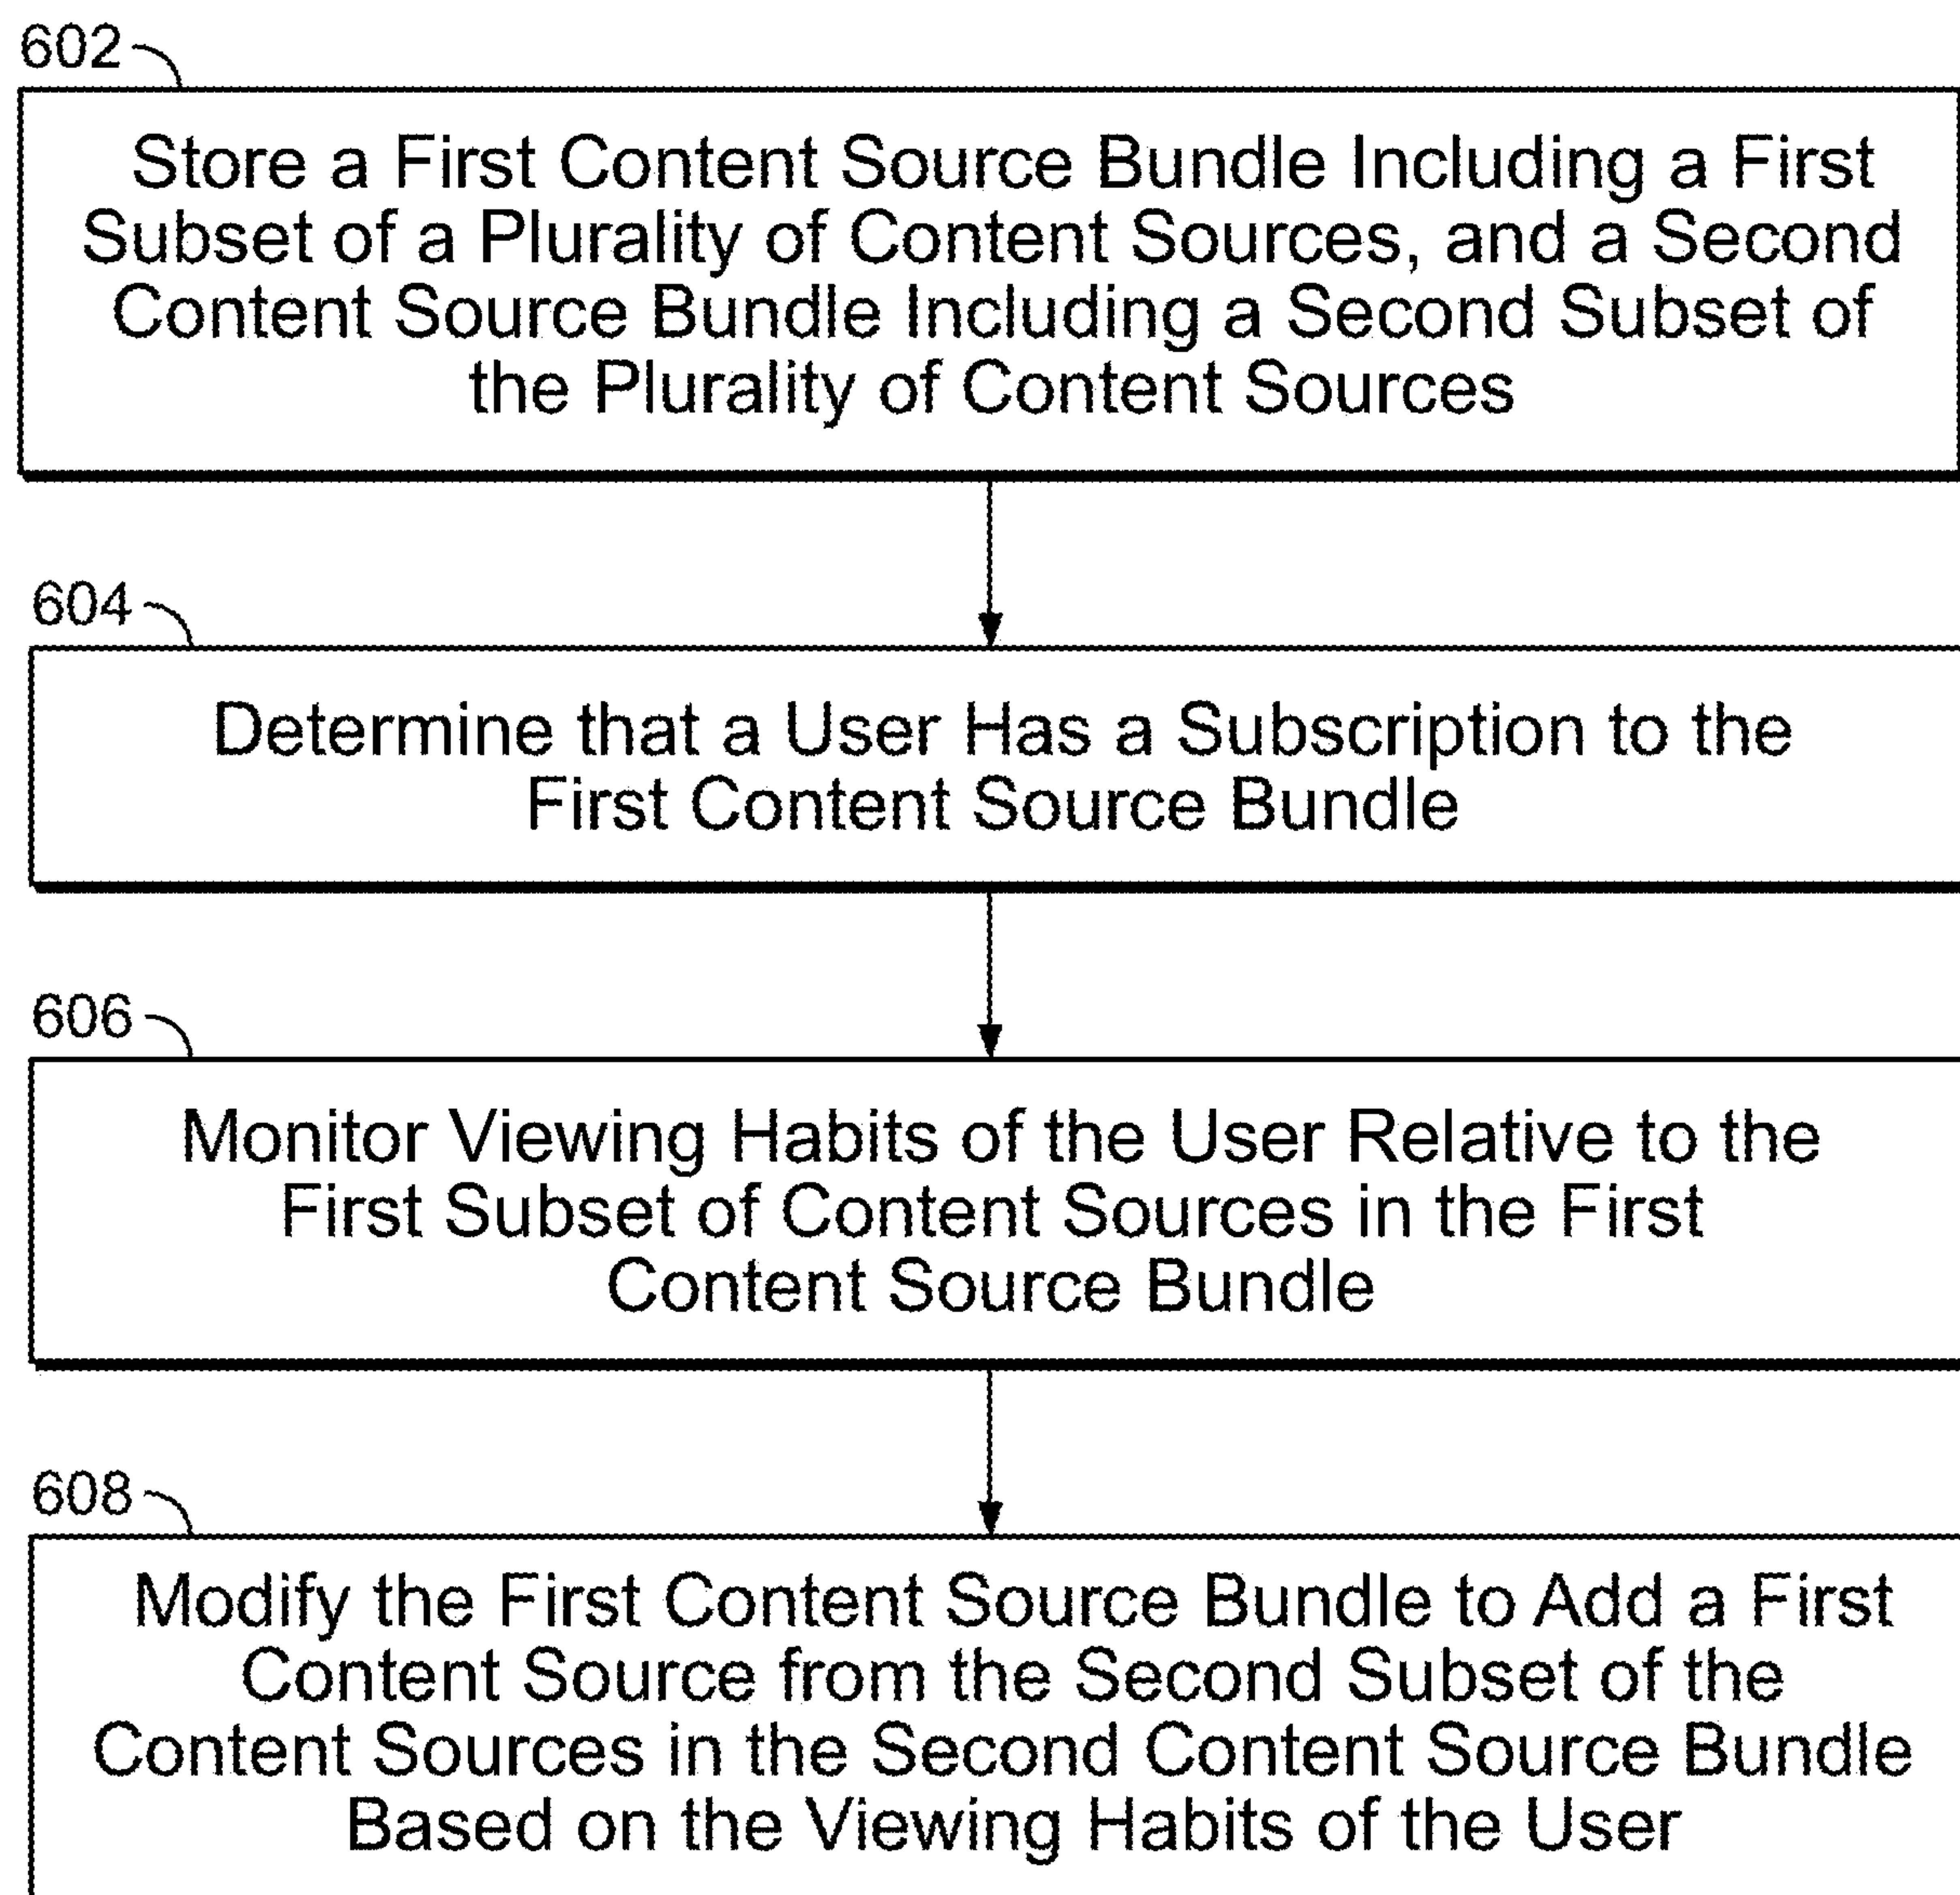 602
Store a First Content Source Bundle Including a First
Subset of a Plurality of Content Sources, and a Second
Content Source Bundle Including a Second Subset of
the Plurality of Content Sources
604
Determine that a User Has a Subscription to the
First Content Source Bundle
606
Monitor Viewing Habits of the User Relative to the
First Subset of Content Sources in the First
Content Source Bundle
608
Modify the First Content Source Bundle to Add a First
Content Source from the Second Subset of the
Content Sources in the Second Content Source Bundle
Based on the Viewing Habits of the User